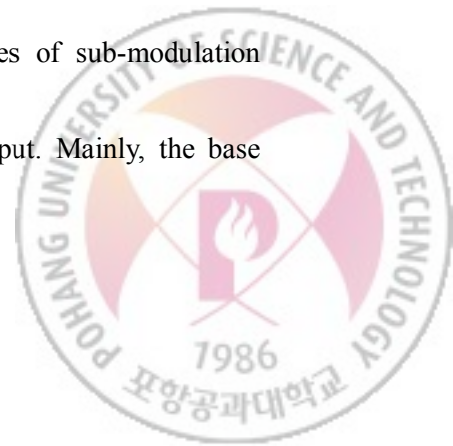 es of sub-modulation
put. Mainly, the base
POHANG UNIVERSITY OF SCIENCE AND TECHNOLOGY
P
1986
포항공과대학교